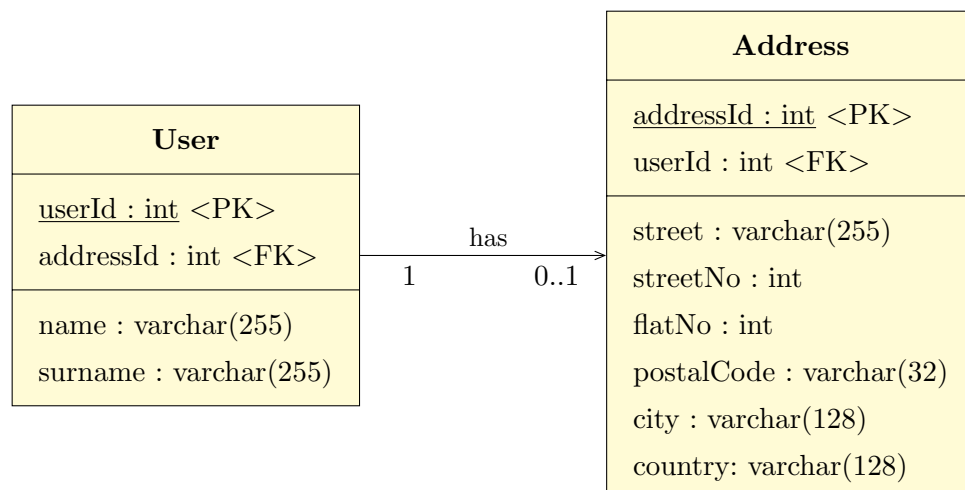 User
userId : int <PK>
addressId : int <FK>
name : varchar(255)
surname : varchar(255)
has
1
0..1
Address
addressId : int <PK>
userId : int <FK>
street : varchar(255)
streetNo : int
flatNo : int
postalCode : varchar(32)
city : varchar(128)
country: varchar(128)